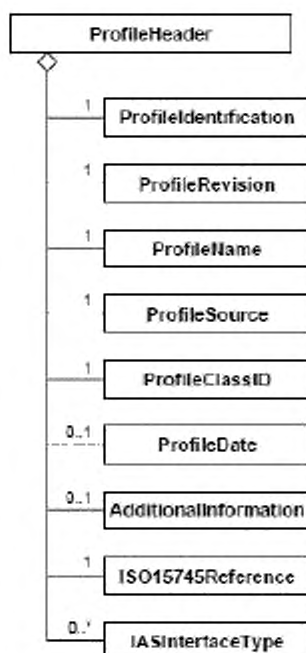 ProfileHeader
1
ProfileIdentification
1
ProfileRevision
1
ProfileName
1
ProfileSource
1
ProfileClassID
0..1
ProfileDate
0..1
AdditionalInformation
1
ISO15745Reference
0..*
IASInterfaceType